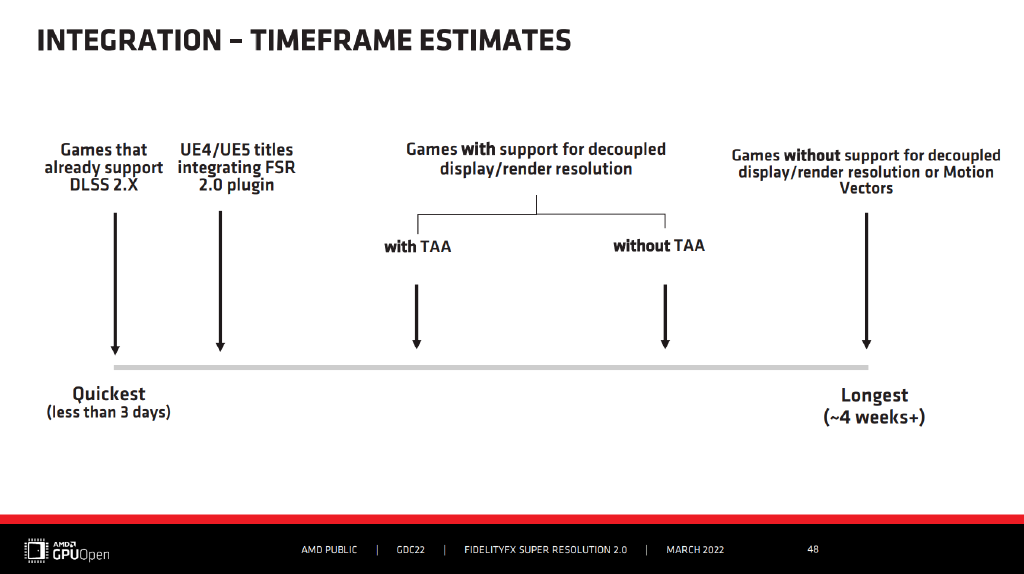 INTEGRATION – TIMEFRAME ESTIMATES
Games that
already support
DLSS 2.X
UE4/UE5 titles
integrating FSR
2.0 plugin
Games with support for decoupled
display/render resolution
with TAA
without TAA
Games without support for decoupled
display/render resolution or Motion
Vectors
Quickest
(less than 3 days)
Longest
(~4 weeks+)
AMD
GPUOpen
AMD PUBLIC | GDC22 | FIDELITYFX SUPER RESOLUTION 2.0 | MARCH 2022
48